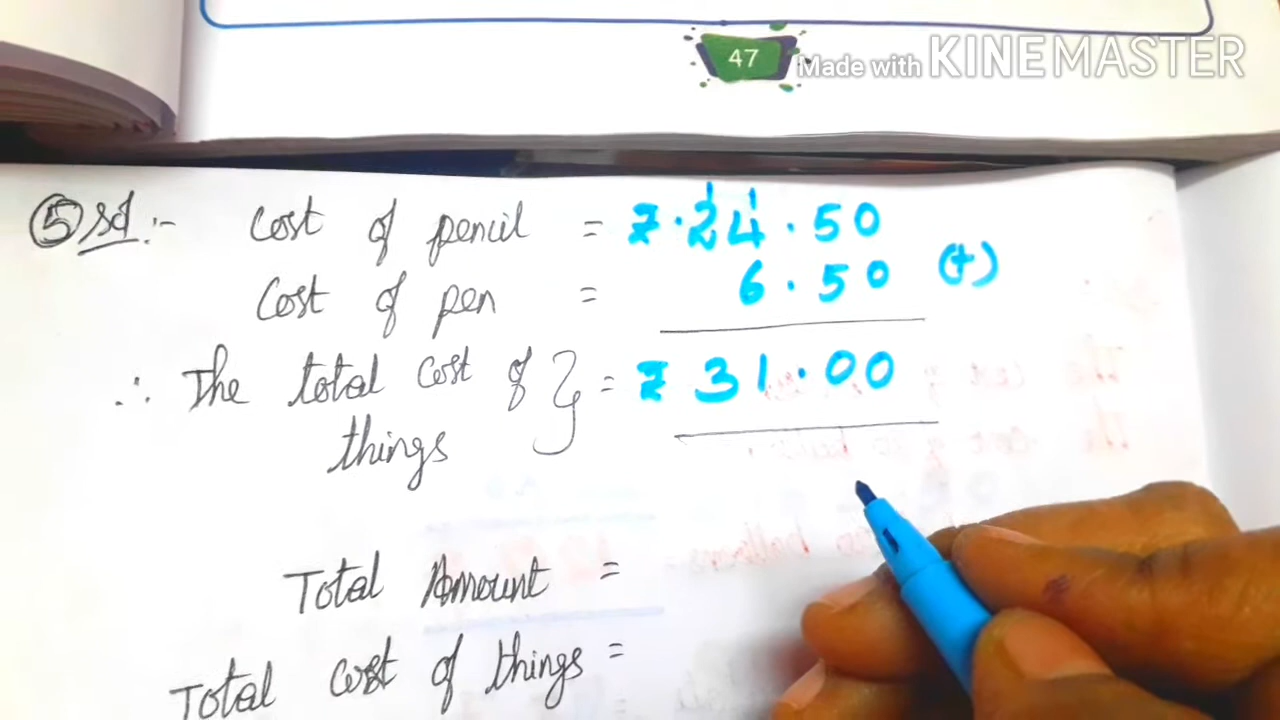 47
Made with KINEMASTER
5 Sol :- Cost of pencil = ₹. 24.50
Cost of pen = 6.50 (+)
∴ The total cost of } = ₹ 31.00
things
Total Amount =
Total cost of things =